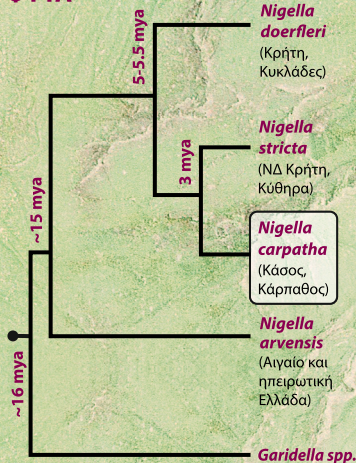 5-5.5 mya
Nigella
doerfleri
(Κρήτη,
Κυκλάδες)
3 mya
Nigella
stricta
(ΝΔ Κρήτη,
Κύθηρα)
~15 mya
Nigella
carpatha
(Κάσος,
Κάρπαθος)
Nigella
arvensis
(Αιγαίο και
ηπειρωτική
Ελλάδα)
~16 mya
Garidella spp.